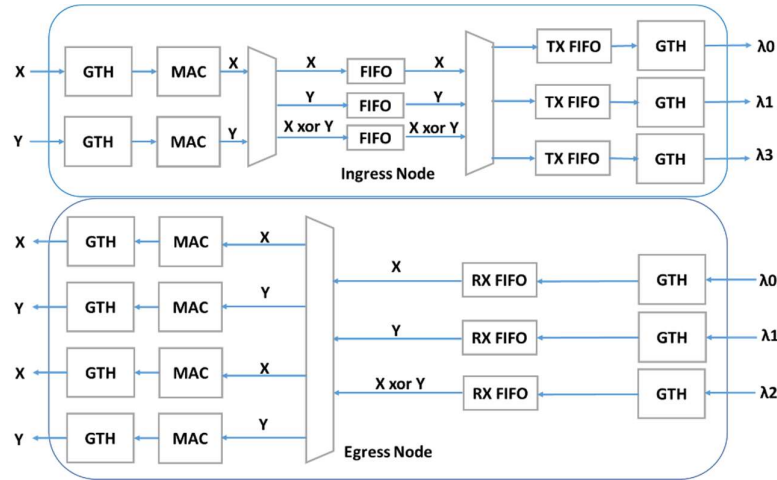 X GTH MAC X X FIFO X TX FIFO GTH λ0
Y FIFO Y TX FIFO GTH λ1
Y GTH MAC Y X xor Y FIFO X xor Y
TX FIFO GTH λ3
Ingress Node
X GTH MAC X
X RX FIFO GTH λ0
Y GTH MAC Y
Y RX FIFO GTH λ1
X GTH MAC X
X xor Y RX FIFO GTH λ2
Y GTH MAC Y
Egress Node